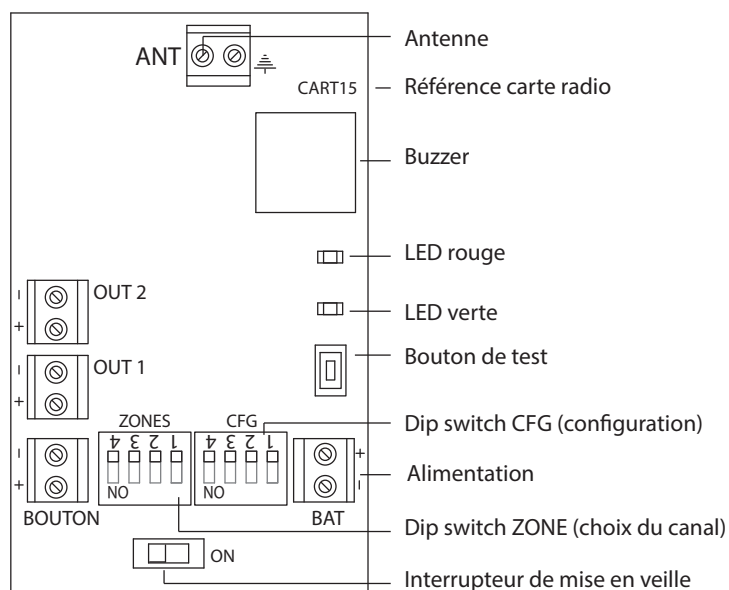 ANT
Antenne
CART15
Référence carte radio
Buzzer
LED rouge
- OUT 2
+
LED verte
Bouton de test
- OUT 1
+
ZONES CFG
Dip switch CFG (configuration)
4 3 2 1 4 3 2 1
- +
Alimentation
+ -
NO NO
BOUTON BAT
Dip switch ZONE (choix du canal)
ON
Interrupteur de mise en veille